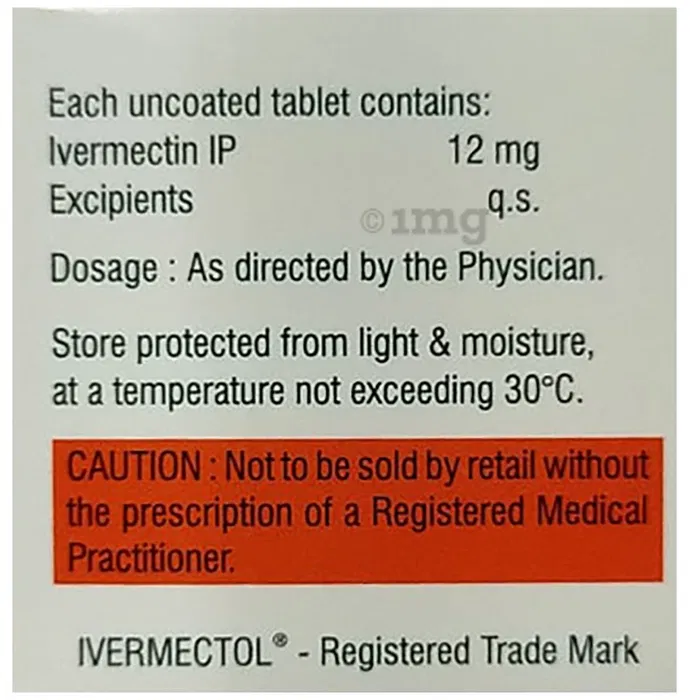 Each uncoated tablet contains:
Ivermectin IP 12 mg
Excipients q.s.
©1mg
Dosage : As directed by the Physician.
Store protected from light & moisture,
at a temperature not exceeding 30°C.
CAUTION : Not to be sold by retail without
the prescription of a Registered Medical
Practitioner.
IVERMECTOL® - Registered Trade Mark